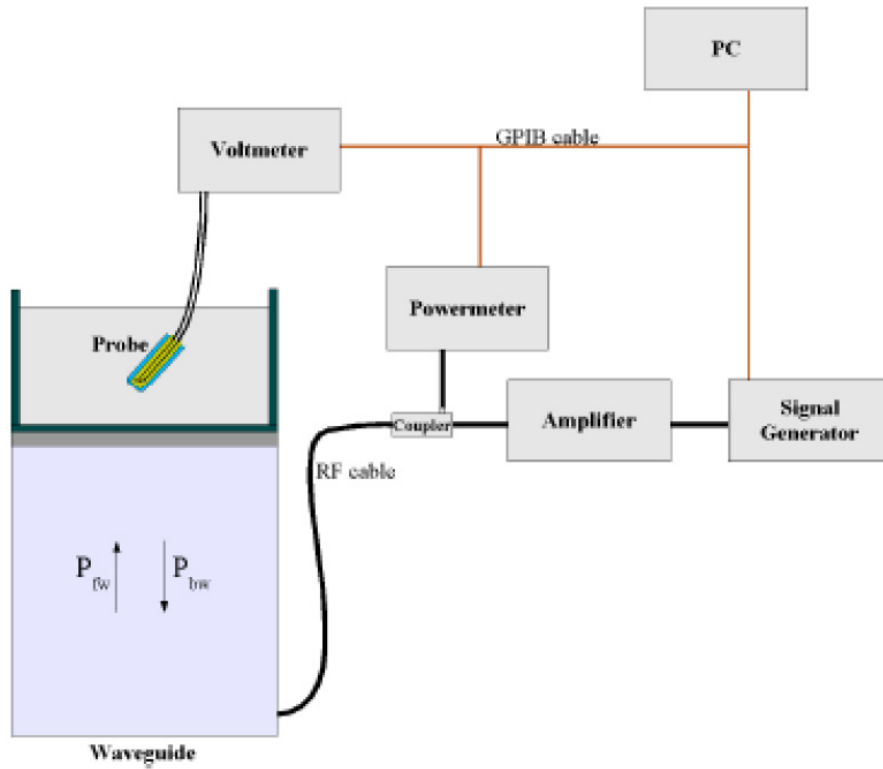 PC
Voltmeter
GPIB cable
Powermeter
Probe
Coupler
Amplifier
Signal
Generator
RF cable
P fw
P bw
Waveguide